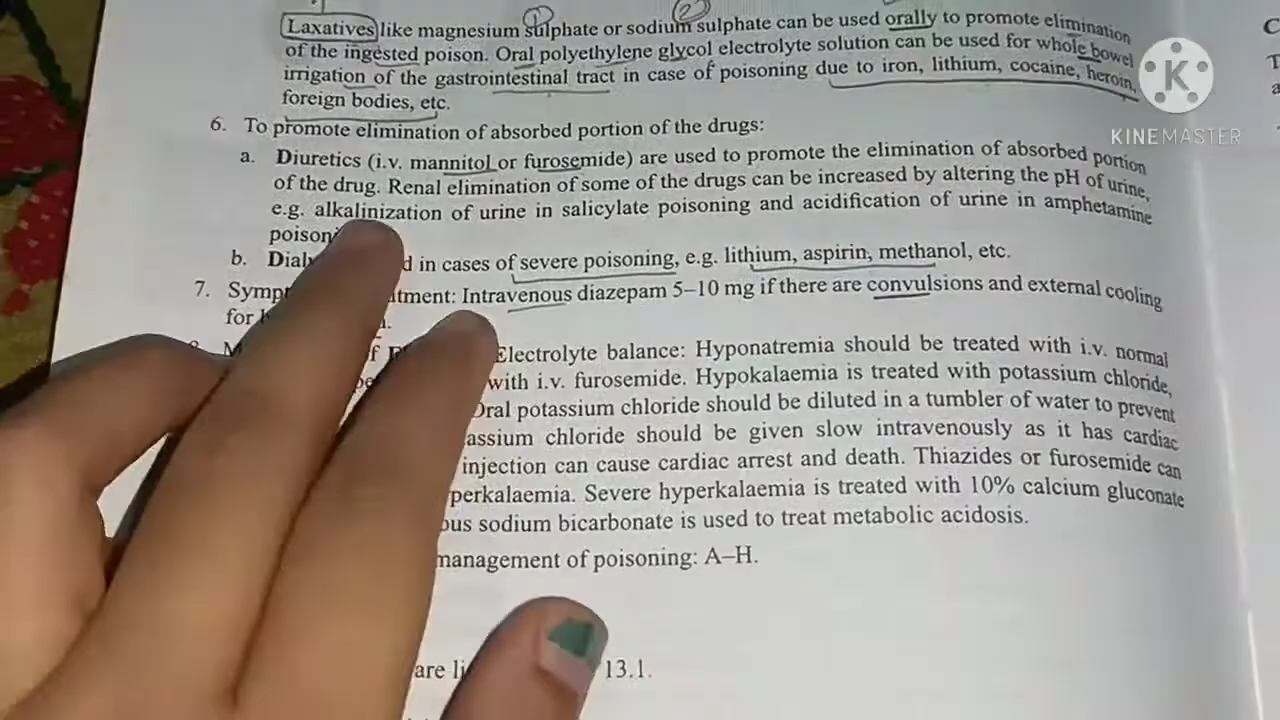 Laxatives like magnesium sulphate or sodium sulphate can be used orally to promote elimination
of the ingested poison. Oral polyethylene glycol electrolyte solution can be used for whole bowel
irrigation of the gastrointestinal tract in case of poisoning due to iron, lithium, cocaine, heroin,
foreign bodies, etc.
6. To promote elimination of absorbed portion of the drugs:
a. Diuretics (i.v. mannitol or furosemide) are used to promote the elimination of absorbed portion
of the drug. Renal elimination of some of the drugs can be increased by altering the pH of urine,
e.g. alkalinization of urine in salicylate poisoning and acidification of urine in amphetamine
b. in cases of severe poisoning, e.g. lithium, aspirin, methanol, etc.
7. Intravenous diazepam 5–10 mg if there are convulsions and external cooling
for
Electrolyte balance: Hyponatremia should be treated with i.v. normal
with i.v. furosemide. Hypokalaemia is treated with potassium chloride,
Oral potassium chloride should be diluted in a tumbler of water to prevent
chloride should be given slow intravenously as it has cardiac
injection can cause cardiac arrest and death. Thiazides or furosemide can
Severe hyperkalaemia is treated with 10% calcium gluconate
sodium bicarbonate is used to treat metabolic acidosis.
management of poisoning: A–H.
are 13.1.
K
KINEMASTER